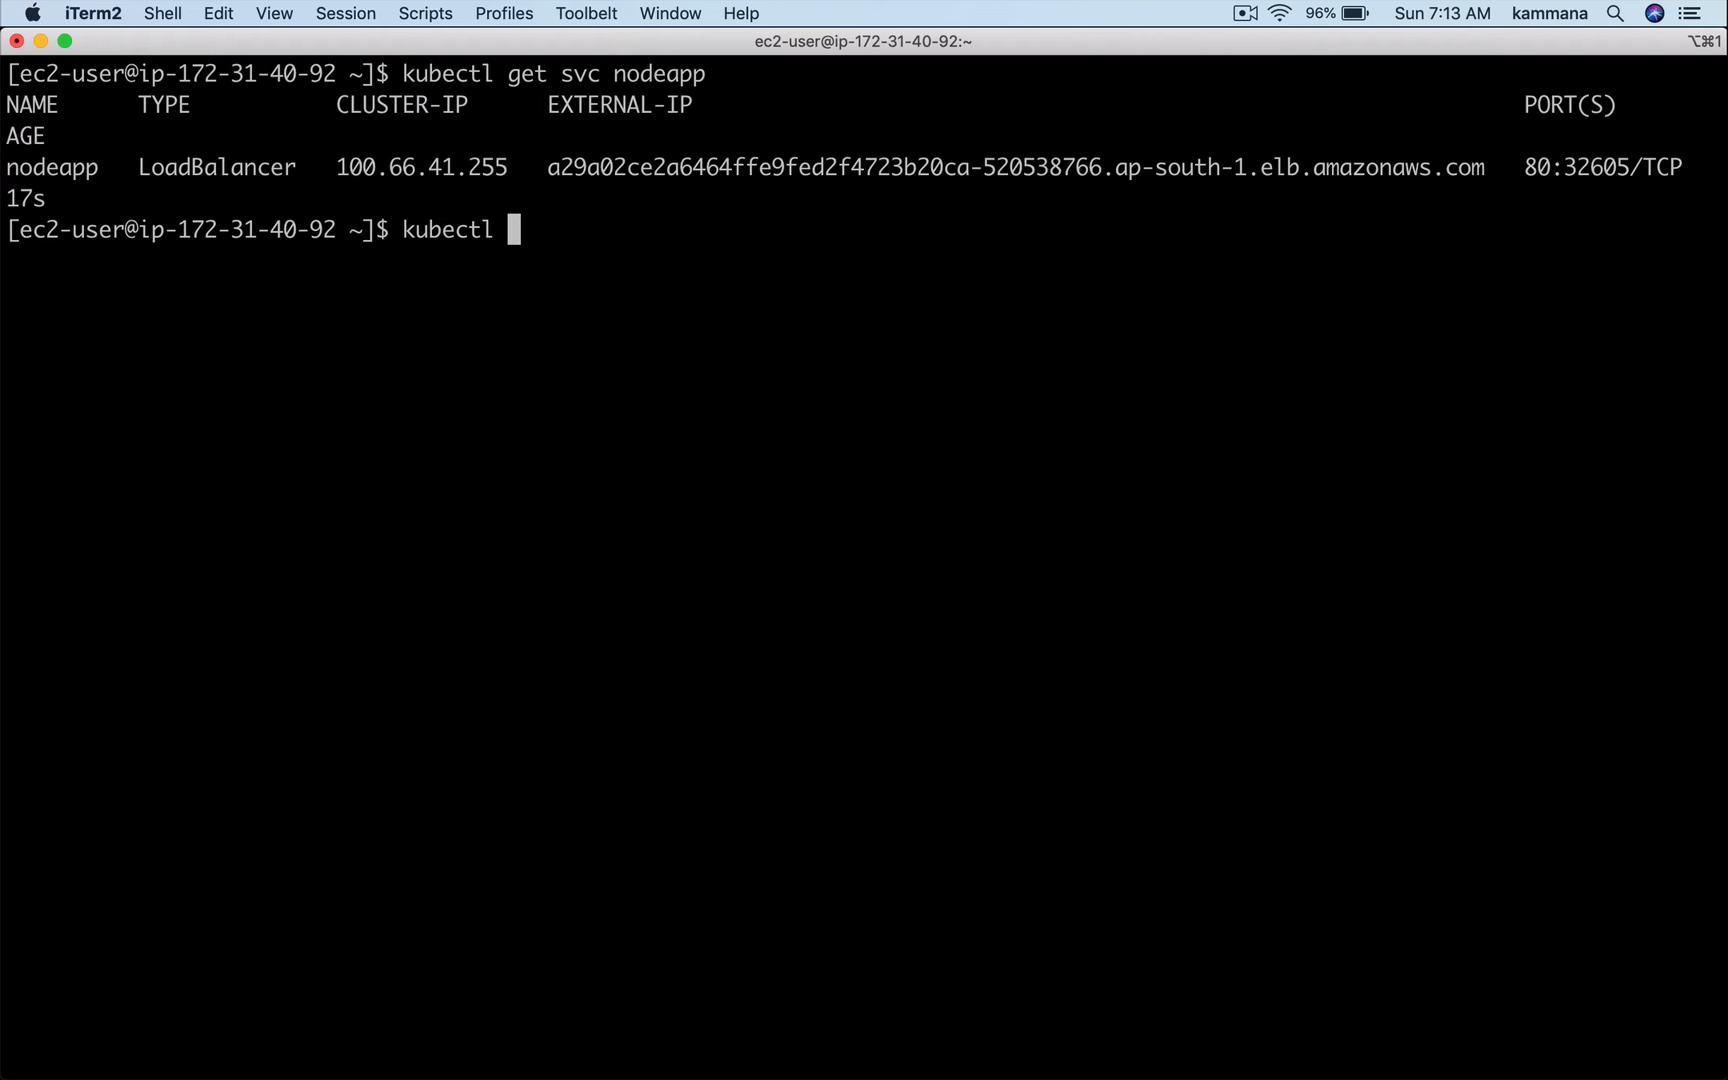 iTerm2 Shell Edit View Session Scripts Profiles Toolbelt Window Help 96% Sun 7:13 AM kammana
ec2-user@ip-172-31-40-92:~ ⌥⌘1
[ec2-user@ip-172-31-40-92 ~]$ kubectl get svc nodeapp
NAME TYPE CLUSTER-IP EXTERNAL-IP PORT(S)
AGE
nodeapp LoadBalancer 100.66.41.255 a29a02ce2a6464ffe9fed2f4723b20ca-520538766.ap-south-1.elb.amazonaws.com 80:32605/TCP
17s
[ec2-user@ip-172-31-40-92 ~]$ kubectl